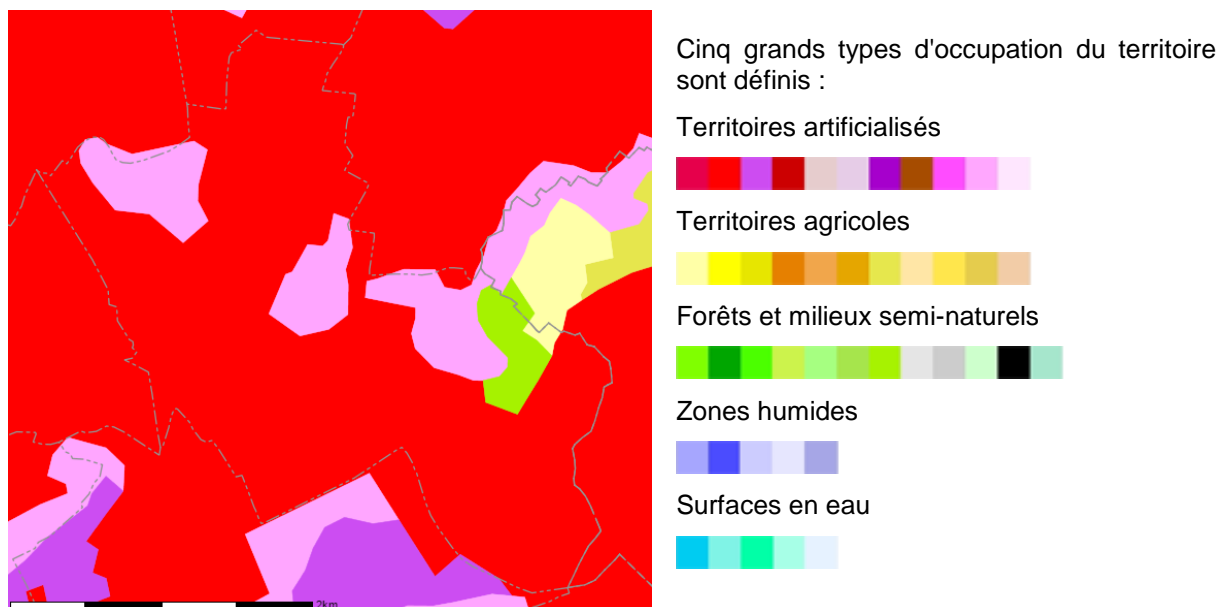 Cinq grands types d'occupation du territoire
sont définis :
Territoires artificialisés
Territoires agricoles
Forêts et milieux semi-naturels
Zones humides
Surfaces en eau
2km